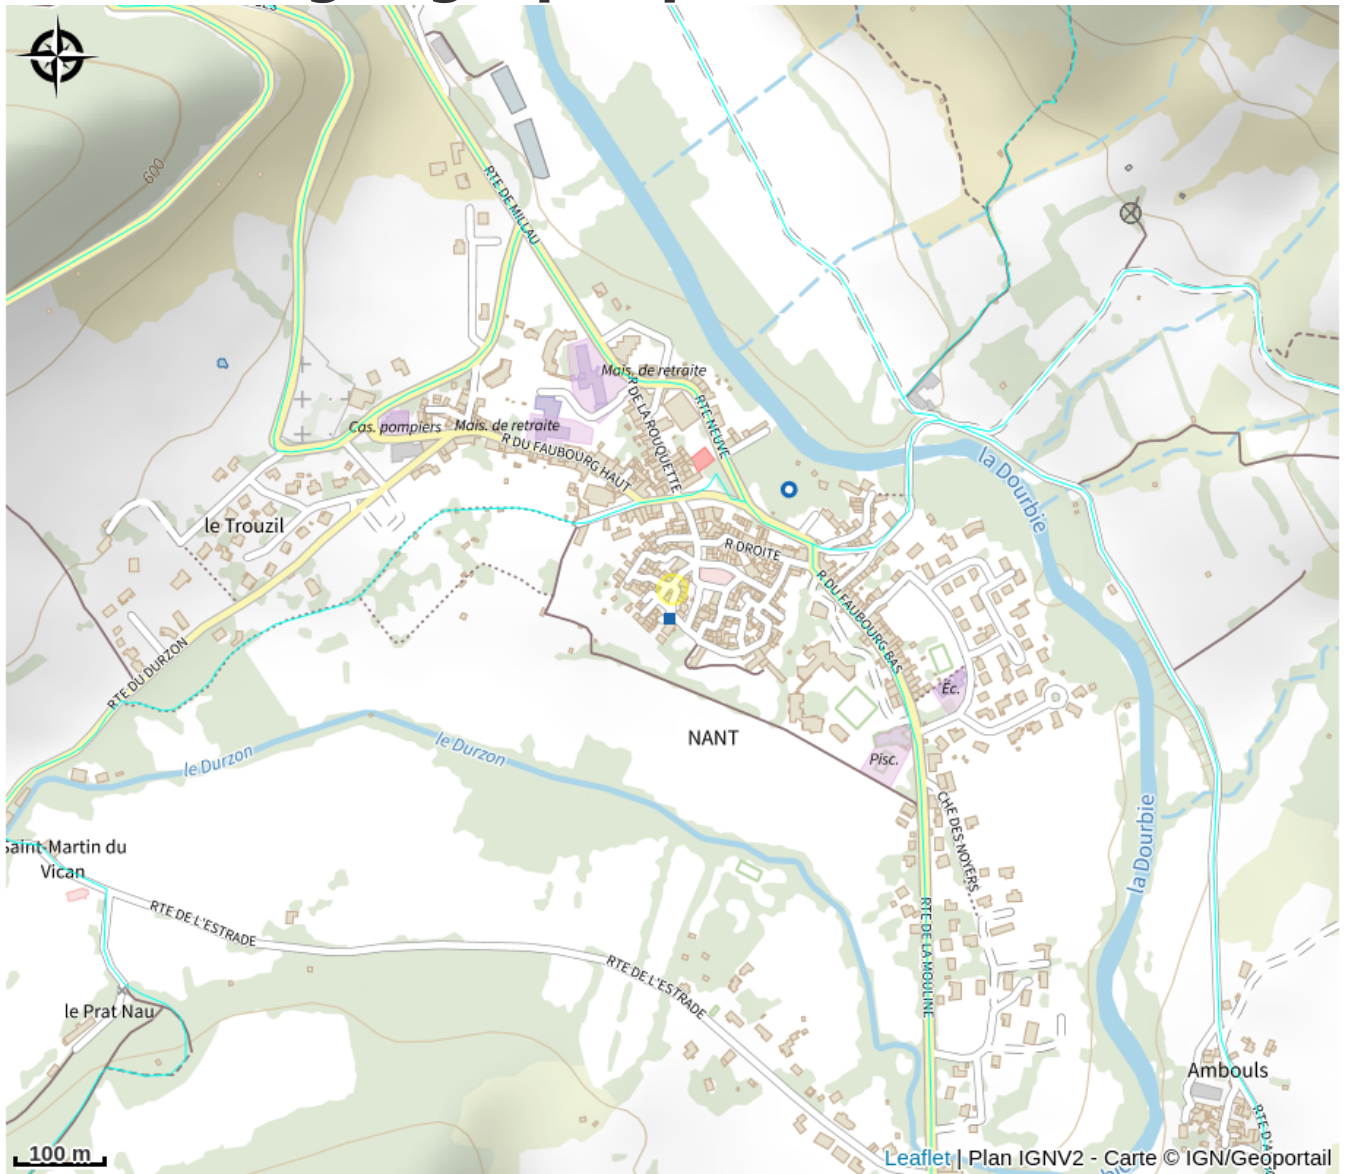 600
RTE DE MILLAU
Mais. de retraite
R DE LA ROUQUETTE
RTE NEUVE
Cas. pompiers
Mais. de retraite
R DU FAUBOURG HAUT
la Dourbie
le Trouzil
R DROITE
R DU FAUBOURG BAS
RTE DU DURZON
Éc.
NANT
le Durzon
le Durzon
Pisc.
CHE DES NOYERS
la Dourbie
Saint-Martin du
Vican
RTE DE L'ESTRADE
RTE DE LA MOULINE
RTE DE L'ESTRADE
le Prat Nau
Ambouls
RTE D'A
100 m
Leaflet | Plan IGNV2 - Carte © IGN/Geoportail